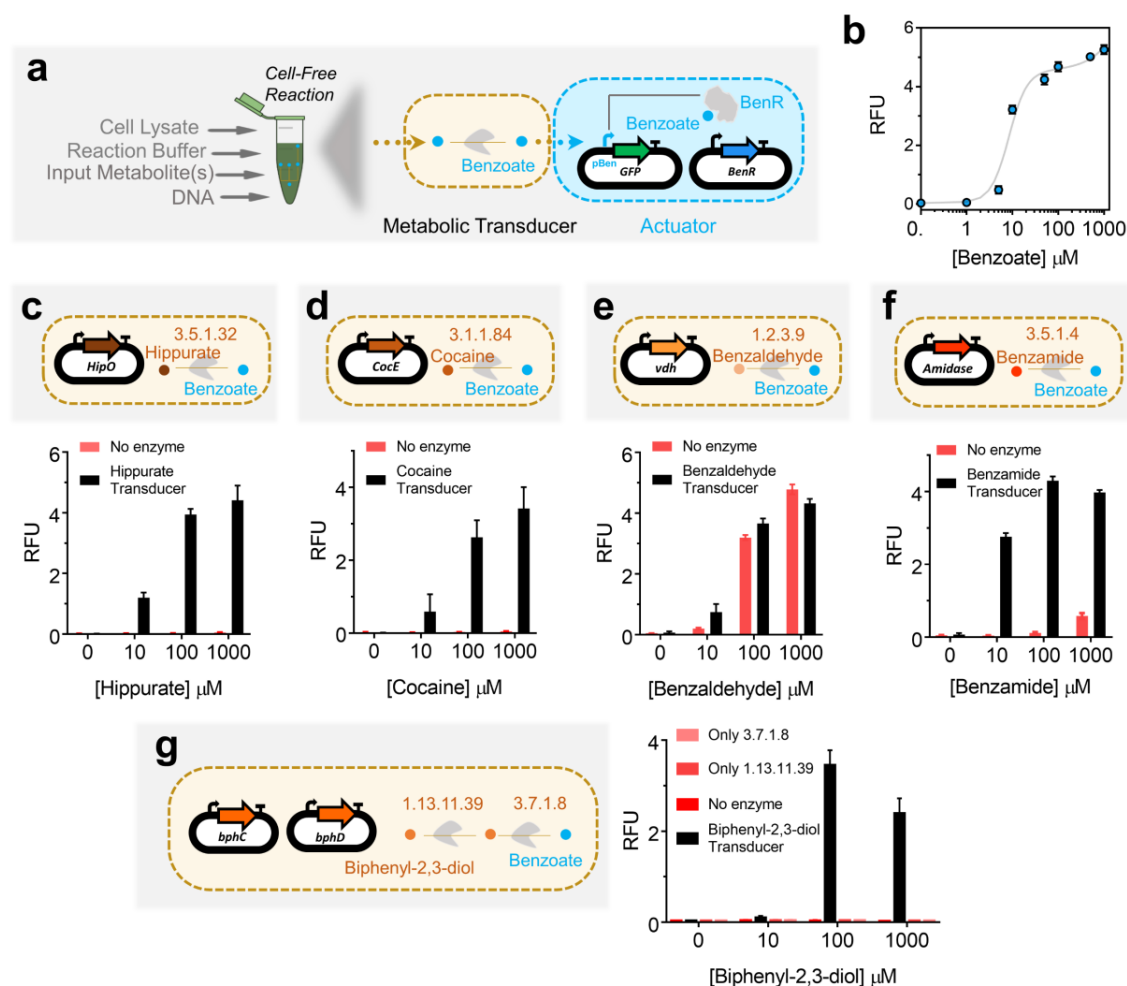 a
Cell-Free
Reaction
Cell Lysate
Reaction Buffer
Input Metabolite(s)
DNA
Benzoate
Metabolic Transducer
BenR
Benzoate
pBen
GFP
BenR
Actuator
b
RFU
6
4
2
0
0.
1
10
100
1000
[Benzoate] µM
c
3.5.1.32
Hippurate
HipO
Benzoate
No enzyme
Hippurate
Transducer
RFU
6
4
2
0
0
10
100
1000
[Hippurate] µM
d
3.1.1.84
Cocaine
CocE
Benzoate
No enzyme
Cocaine
Transducer
RFU
4
2
0
0
10
100
1000
[Cocaine] µM
e
1.2.3.9
Benzaldehyde
vdh
Benzoate
No enzyme
Benzaldehyde
Transducer
RFU
6
4
2
0
0
10
100
1000
[Benzaldehyde] µM
f
3.5.1.4
Benzamide
Amidase
Benzoate
No enzyme
Benzamide
Transducer
RFU
4
2
0
0
10
100
1000
[Benzamide] µM
g
1.13.11.39
3.7.1.8
bphC
bphD
Biphenyl-2,3-diol
Benzoate
Only 3.7.1.8
Only 1.13.11.39
No enzyme
Biphenyl-2,3-diol
Transducer
RFU
4
2
0
0
10
100
1000
[Biphenyl-2,3-diol] µM